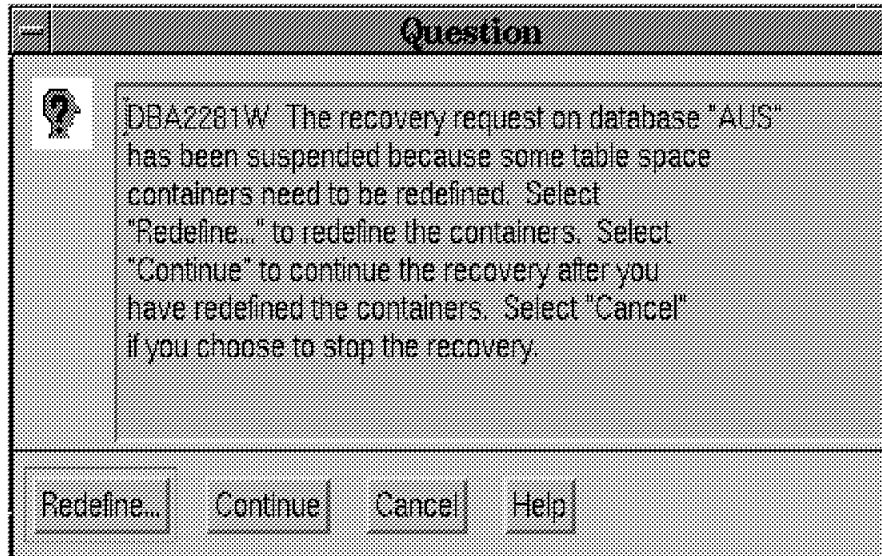 Question
DBA2281W The recovery request on database "AUS"
has been suspended because some table space
containers need to be redefined. Select
"Redefine..." to redefine the containers. Select
"Continue" to continue the recovery after you
have redefined the containers. Select "Cancel"
if you choose to stop the recovery.
Redefine... Continue Cancel Help